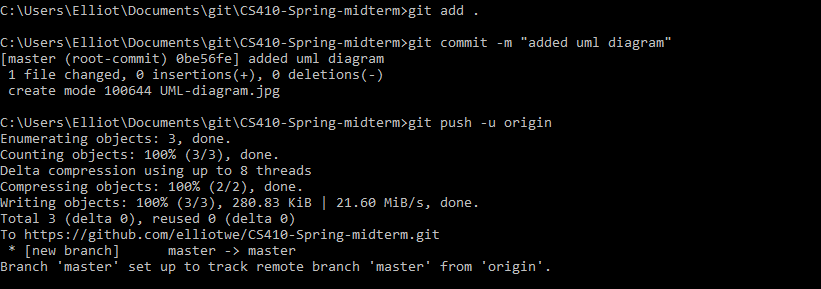 C:\Users\Elliot\Documents\git\CS410-Spring-midterm>git add .
C:\Users\Elliot\Documents\git\CS410-Spring-midterm>git commit -m "added uml diagram"
[master (root-commit) 0be56fe] added uml diagram
 1 file changed, 0 insertions(+), 0 deletions(-)
 create mode 100644 UML-diagram.jpg
C:\Users\Elliot\Documents\git\CS410-Spring-midterm>git push -u origin
Enumerating objects: 3, done.
Counting objects: 100% (3/3), done.
Delta compression using up to 8 threads
Compressing objects: 100% (2/2), done.
Writing objects: 100% (3/3), 280.83 KiB | 21.60 MiB/s, done.
Total 3 (delta 0), reused 0 (delta 0)
To https://github.com/elliotwe/CS410-Spring-midterm.git
 * [new branch]      master -> master
Branch 'master' set up to track remote branch 'master' from 'origin'.